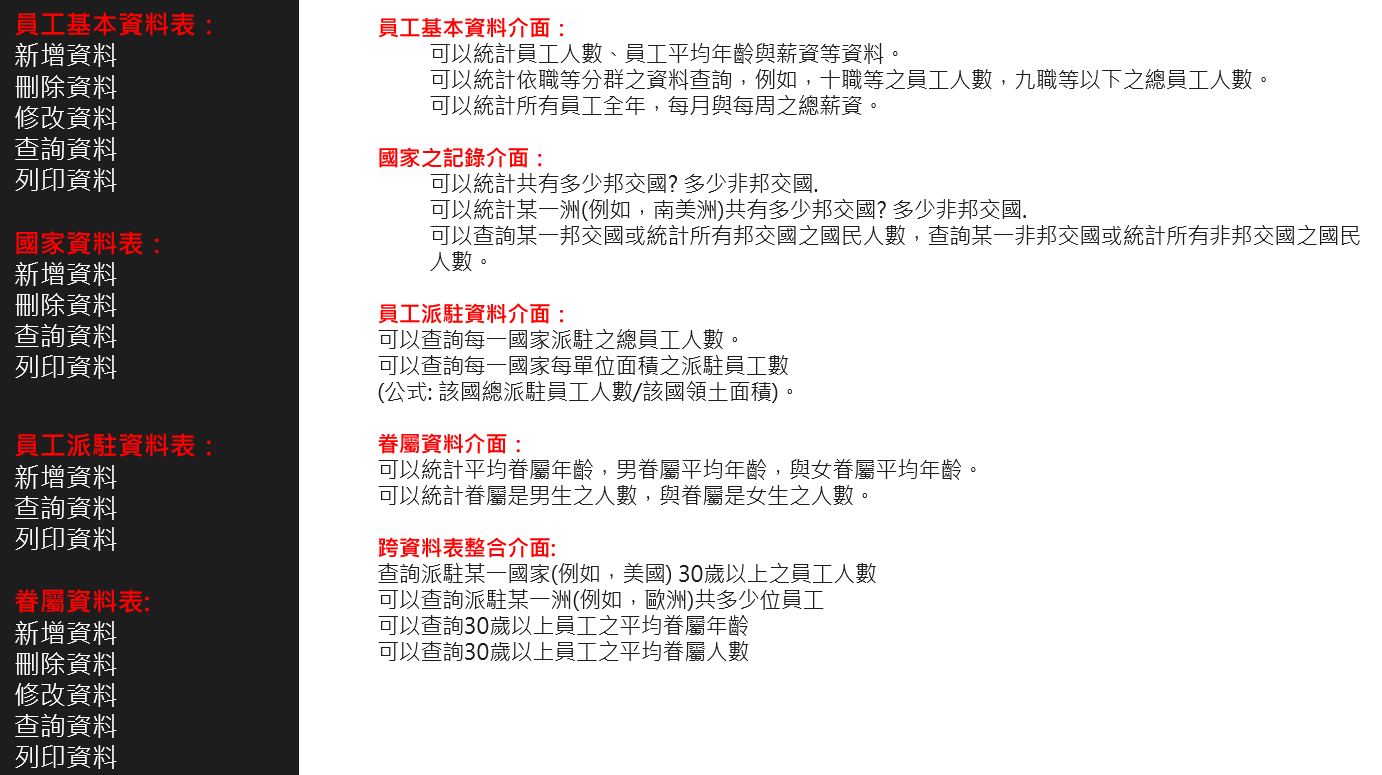 員工基本資料表：
新增資料
刪除資料
修改資料
查詢資料
列印資料
國家資料表：
新增資料
刪除資料
查詢資料
列印資料
員工派駐資料表：
新增資料
查詢資料
列印資料
眷屬資料表:
新增資料
刪除資料
修改資料
查詢資料
列印資料
員工基本資料介面：
可以統計員工人數、員工平均年齡與薪資等資料。
可以統計依職等分群之資料查詢，例如，十職等之員工人數，九職等以下之總員工人數。
可以統計所有員工全年，每月與每周之總薪資。
國家之記錄介面：
可以統計共有多少邦交國? 多少非邦交國.
可以統計某一洲(例如，南美洲)共有多少邦交國? 多少非邦交國.
可以查詢某一邦交國或統計所有邦交國之國民人數，查詢某一非邦交國或統計所有非邦交國之國民
人數。
員工派駐資料介面：
可以查詢每一國家派駐之總員工人數。
可以查詢每一國家每單位面積之派駐員工數
(公式: 該國總派駐員工人數/該國領土面積)。
眷屬資料介面：
可以統計平均眷屬年齡，男眷屬平均年齡，與女眷屬平均年齡。
可以統計眷屬是男生之人數，與眷屬是女生之人數。
跨資料表整合介面:
查詢派駐某一國家(例如，美國) 30歲以上之員工人數
可以查詢派駐某一洲(例如，歐洲)共多少位員工
可以查詢30歲以上員工之平均眷屬年齡
可以查詢30歲以上員工之平均眷屬人數